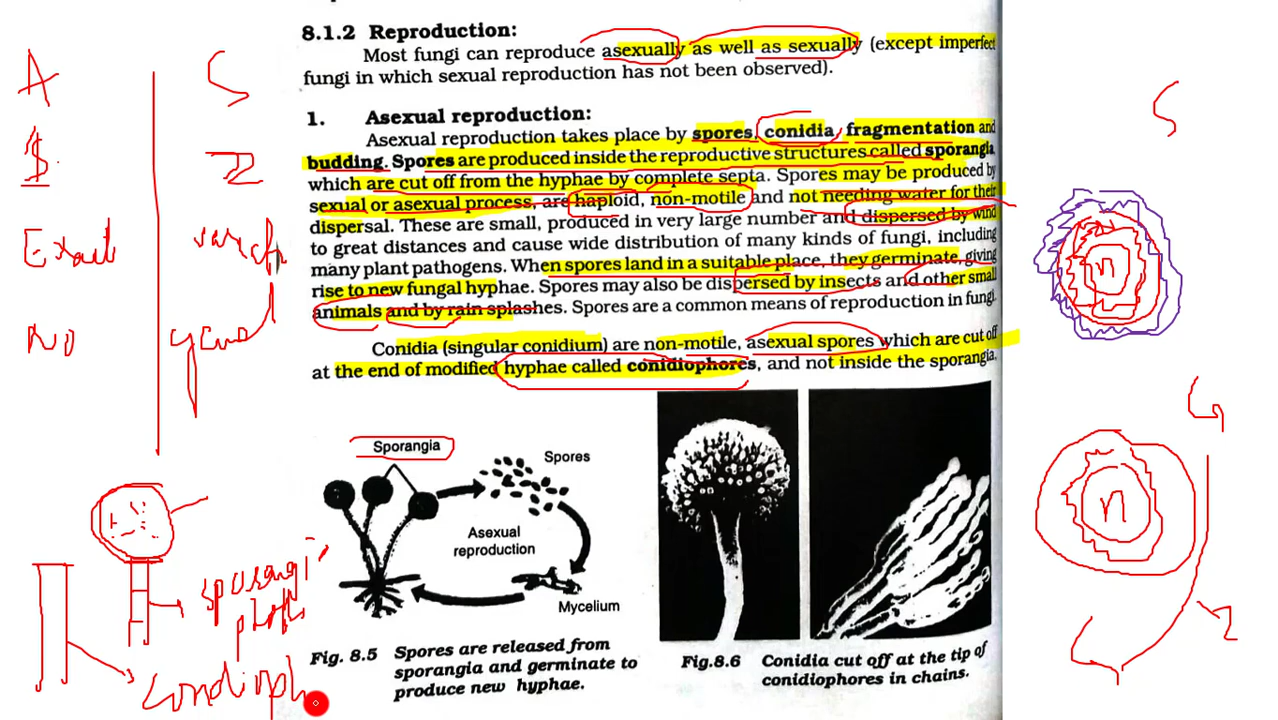 8.1.2 Reproduction:
Most fungi can reproduce asexually as well as sexually (except imperfect
fungi in which sexual reproduction has not been observed).
1. Asexual reproduction:
Asexual reproduction takes place by spores, conidia, fragmentation and
budding. Spores are produced inside the reproductive structures called sporangia,
which are cut off from the hyphae by complete septa. Spores may be produced by
sexual or asexual process, are haploid, non-motile and not needing water for their
dispersal. These are small, produced in very large number and dispersed by wind
to great distances and cause wide distribution of many kinds of fungi, including
many plant pathogens. When spores land in a suitable place, they germinate, giving
rise to new fungal hyphae. Spores may also be dispersed by insects and other small
animals and by rain splashes. Spores are a common means of reproduction in fungi.
Conidia (singular conidium) are non-motile, asexual spores which are cut off
at the end of modified hyphae called conidiophores, and not inside the sporangia,
Sporangia
Spores
Asexual
reproduction
Mycelium
Fig. 8.5 Spores are released from
sporangia and germinate to
produce new hyphae.
Fig.8.6 Conidia cut off at the tip of
conidiophores in chains.
A S
Exact
NO
n
S
G
n
2